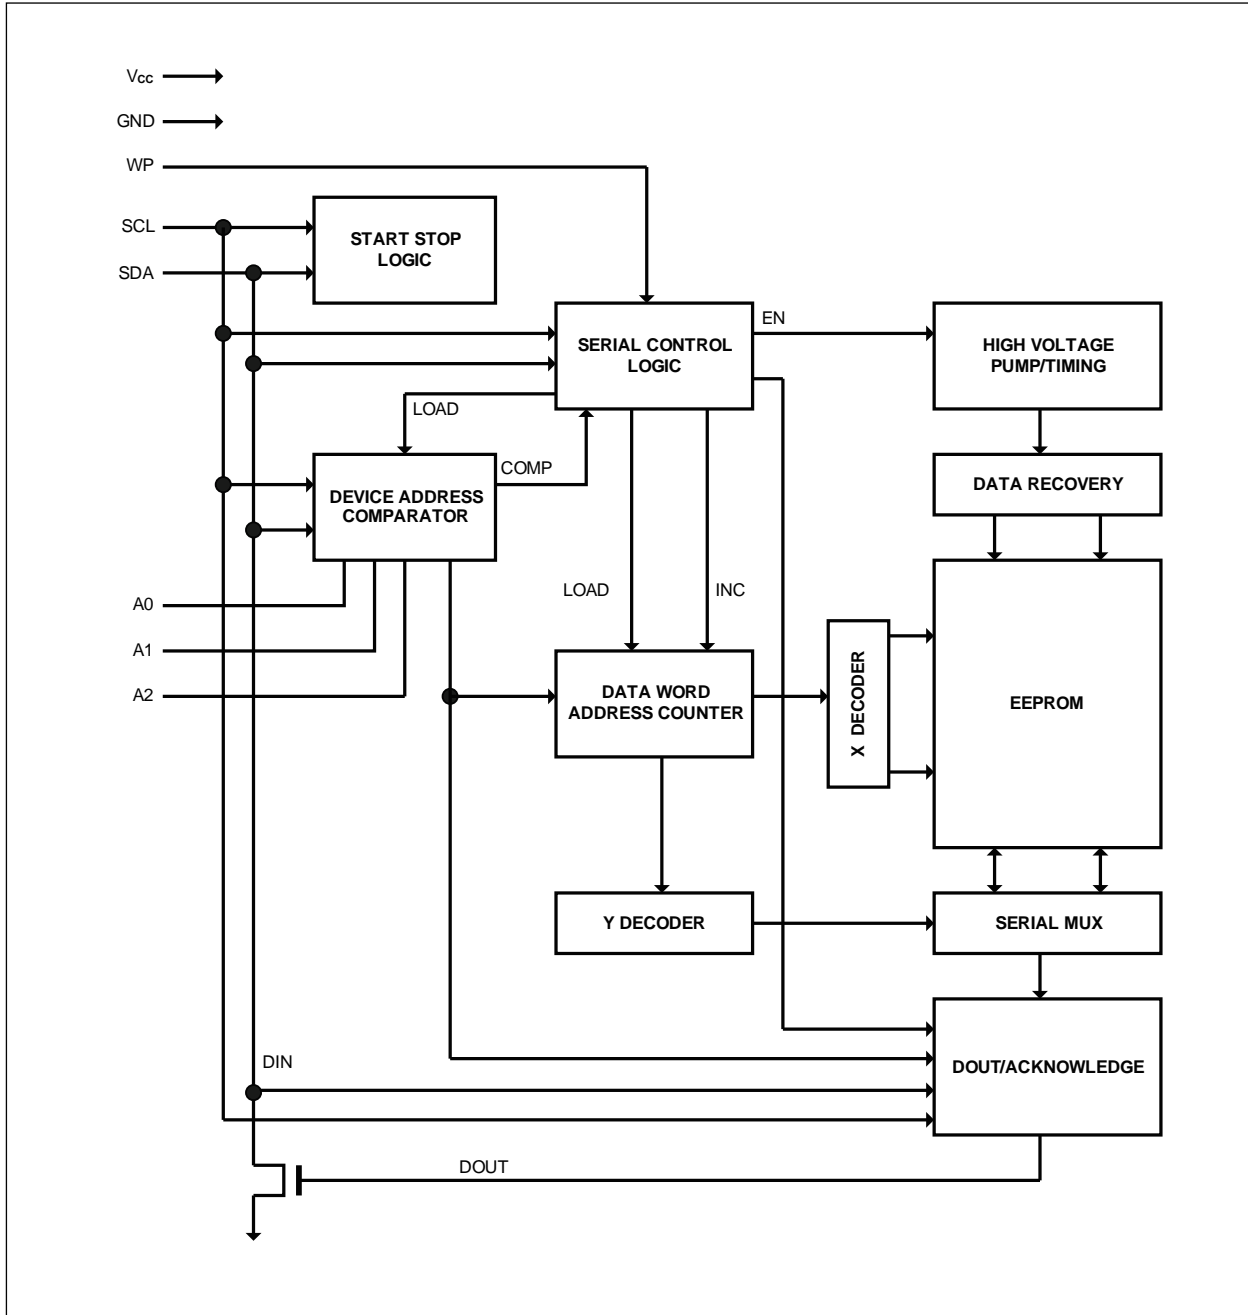 Vcc
GND
WP
SCL
START STOP
LOGIC
SDA
EN
SERIAL CONTROL
LOGIC
HIGH VOLTAGE
PUMP/TIMING
LOAD
COMP
DEVICE ADDRESS
COMPARATOR
DATA RECOVERY
A0
LOAD
INC
A1
A2
DATA WORD
ADDRESS COUNTER
X DECODER
EEPROM
Y DECODER
SERIAL MUX
DIN
DOUT/ACKNOWLEDGE
DOUT